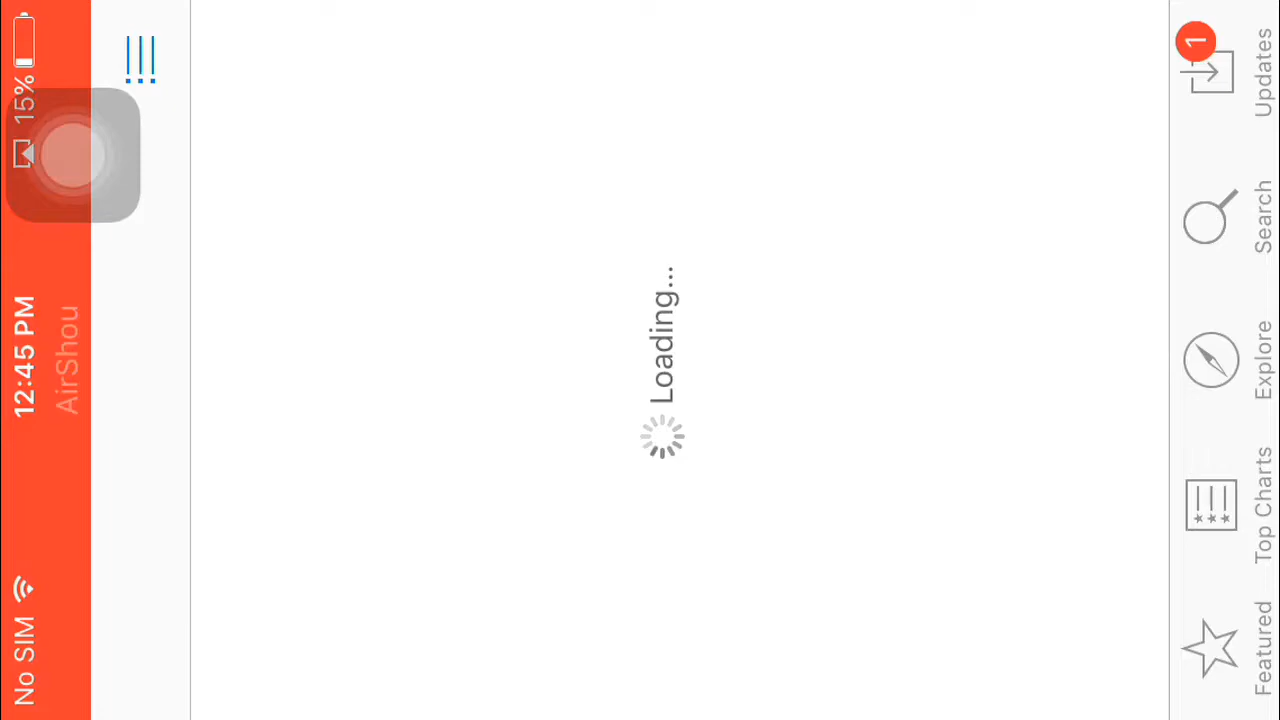 No SIM 12:45 PM 15%
AirShou
Loading...
1
Featured Top Charts Explore Search Updates